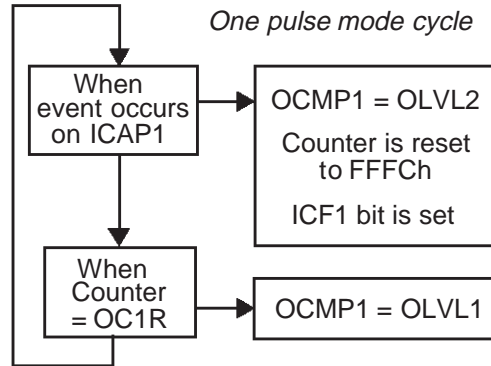 One pulse mode cycle
When
event occurs
on ICAP1
OCMP1 = OLVL2
Counter is reset
to FFFCh
ICF1 bit is set
When
Counter
= OC1R
OCMP1 = OLVL1